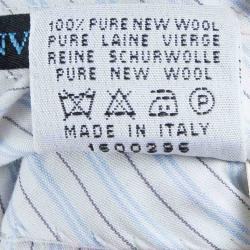 100% PURE NEW WOOL
PURE LAINE VIERGE
REINE SCHURWOLLE
PURE NEW WOOL
P
MADE IN ITALY
1600296